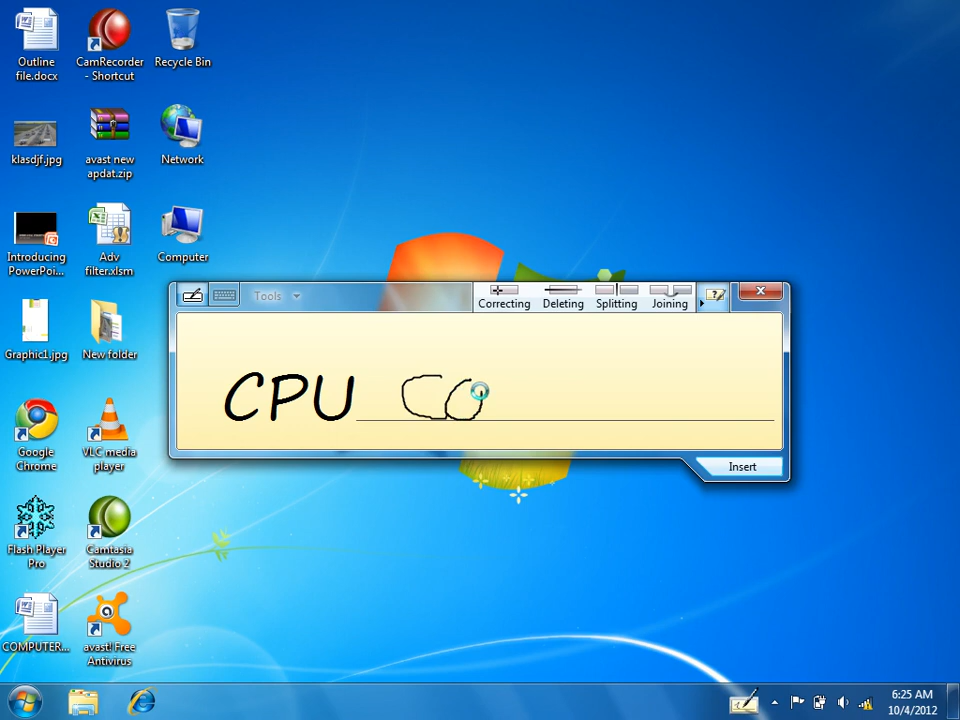 Outline file.docx
CamRecorder - Shortcut
Recycle Bin
klasdjf.jpg
avast new apdat.zip
Network
Introducing PowerPoi...
Adv filter.xlsm
Computer
Tools
Correcting Deleting Splitting Joining
CPU CO
Insert
Graphic1.jpg
New folder
Google Chrome
VLC media player
Flash Player Pro
Camtasia Studio 2
COMPUTER...
avast! Free Antivirus
6:25 AM
10/4/2012